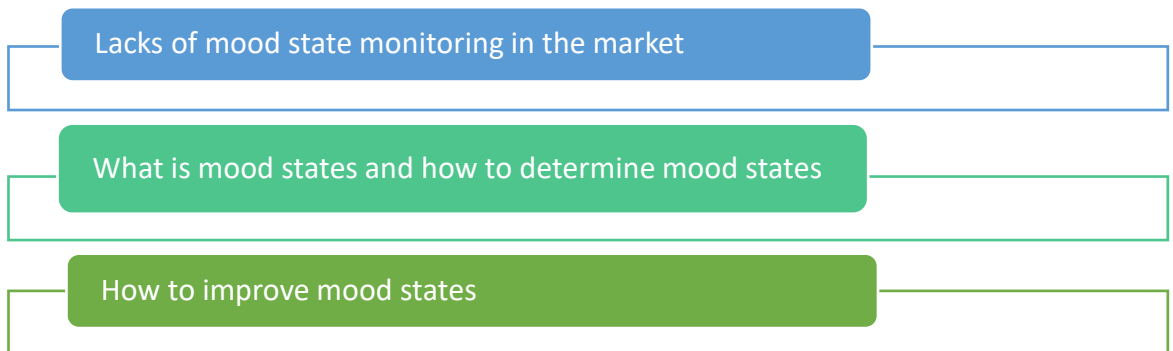 Lacks of mood state monitoring in the market
What is mood states and how to determine mood states
How to improve mood states